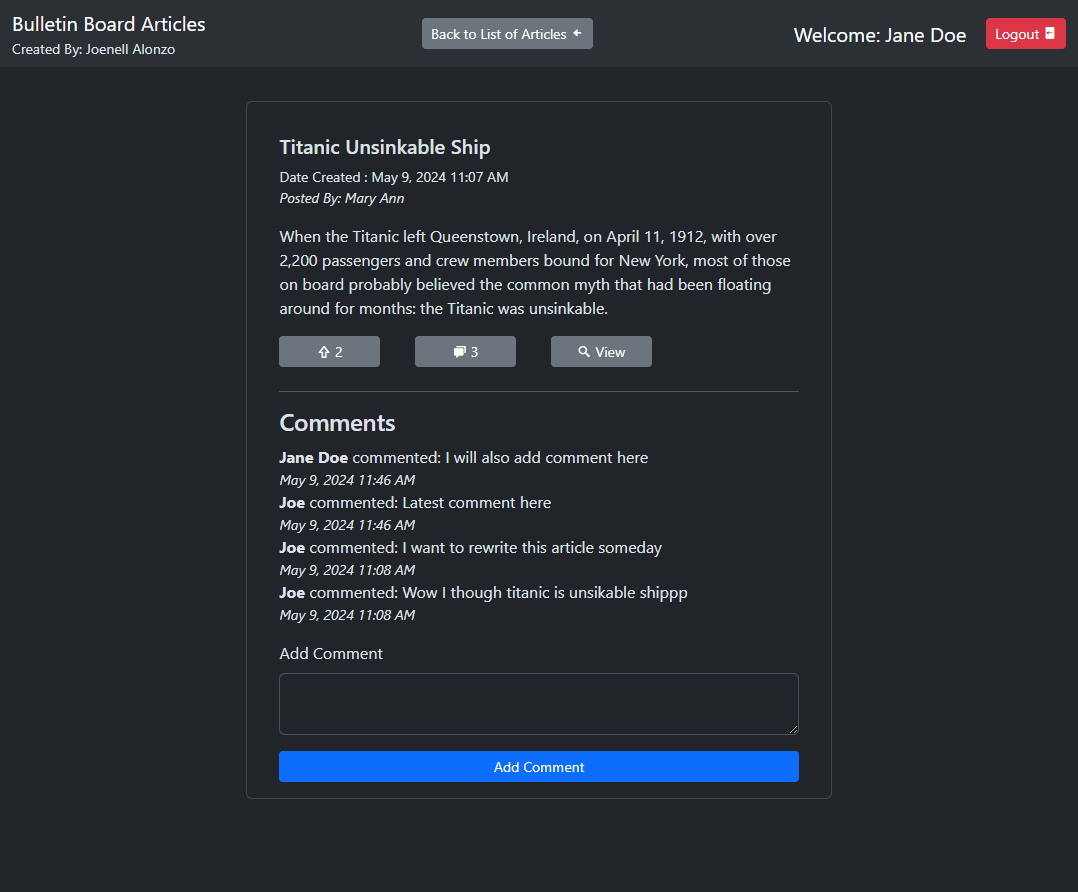 Bulletin Board Articles
Created By: Joenell Alonzo
Back to List of Articles
Welcome: Jane Doe
Logout
Titanic Unsinkable Ship
Date Created : May 9, 2024 11:07 AM
Posted By: Mary Ann
When the Titanic left Queenstown, Ireland, on April 11, 1912, with over
2,200 passengers and crew members bound for New York, most of those
on board probably believed the common myth that had been floating
around for months: the Titanic was unsinkable.
2
3
View
Comments
Jane Doe commented: I will also add comment here
May 9, 2024 11:46 AM
Joe commented: Latest comment here
May 9, 2024 11:46 AM
Joe commented: I want to rewrite this article someday
May 9, 2024 11:08 AM
Joe commented: Wow I though titanic is unsikable shippp
May 9, 2024 11:08 AM
Add Comment
Add Comment